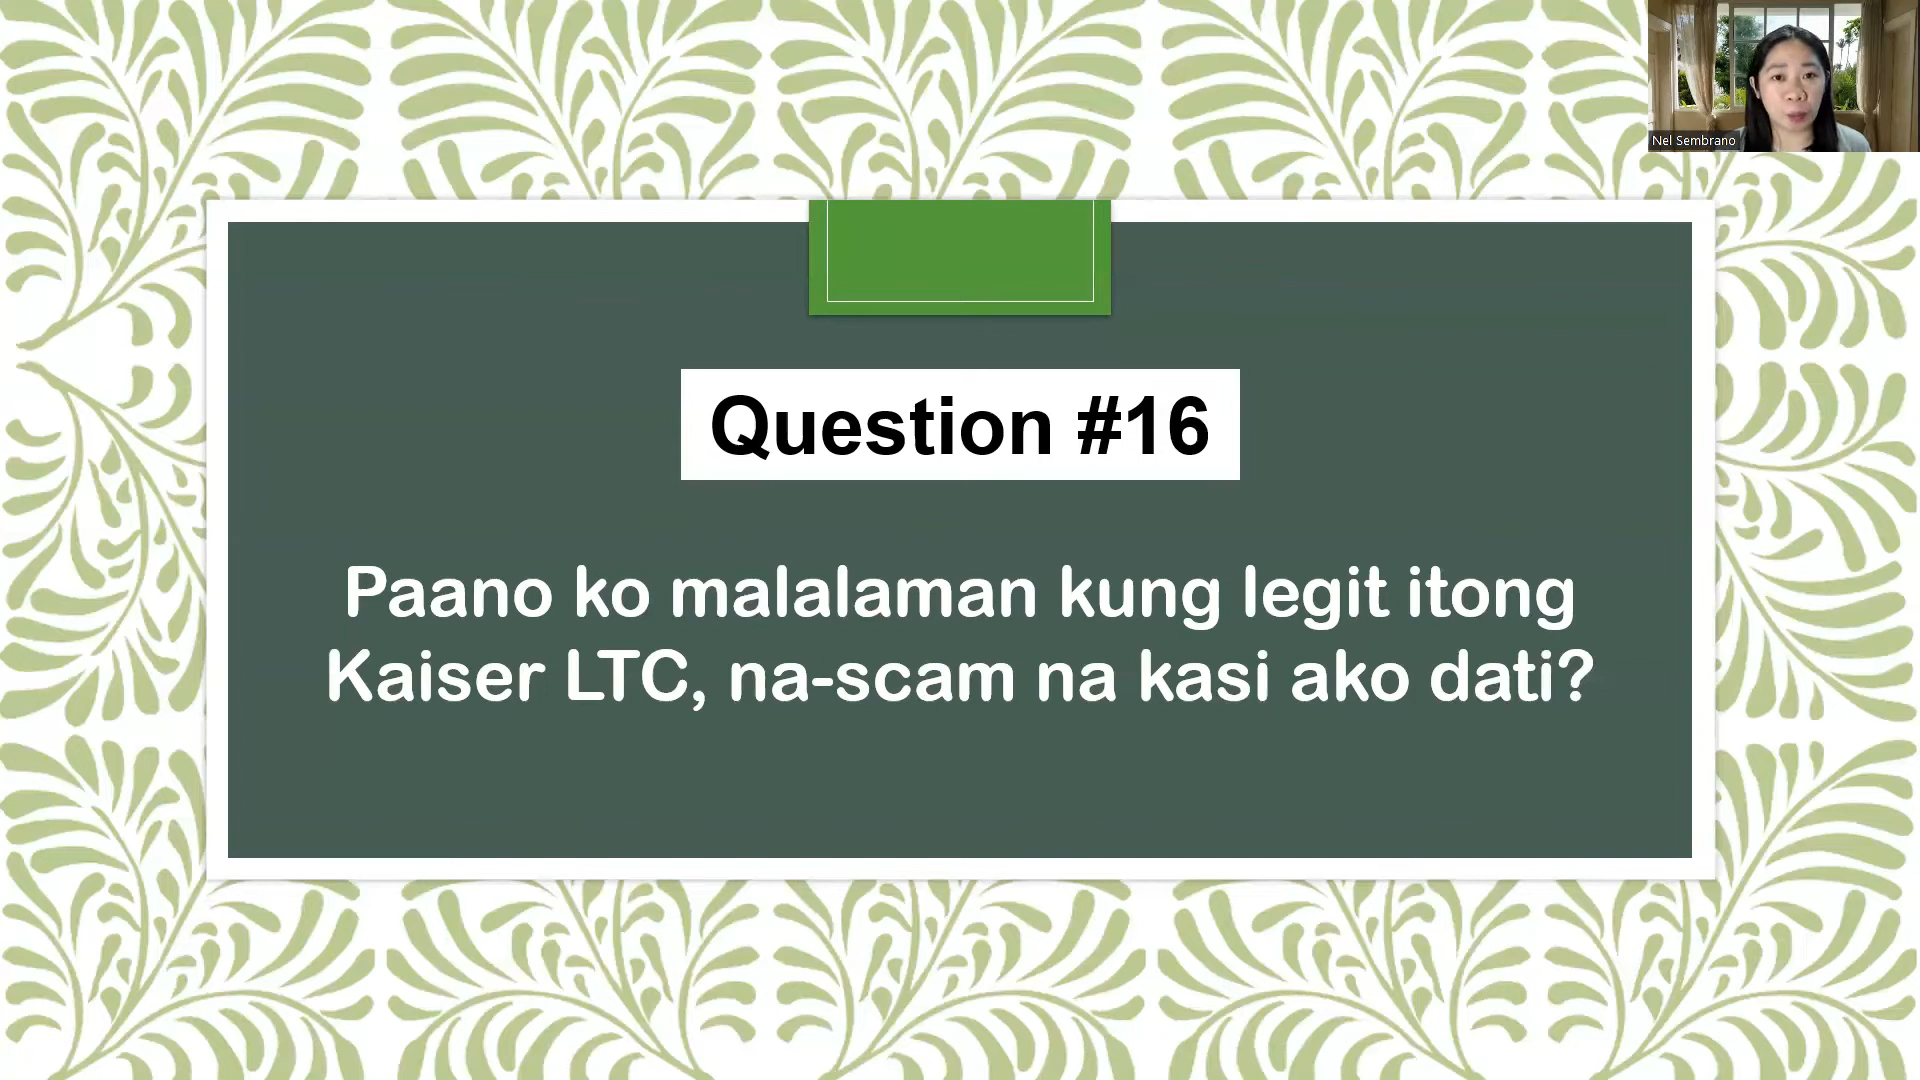 Nel Sembrano
Question #16
Paano ko malalaman kung legit itong
Kaiser LTC, na-scam na kasi ako dati?